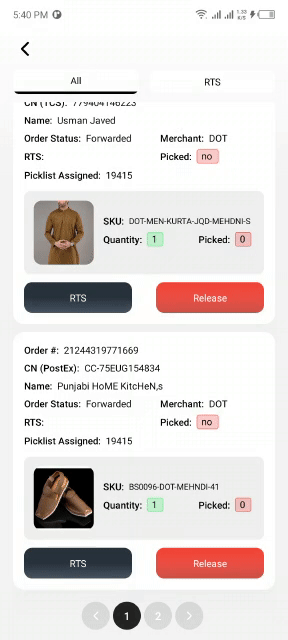 5:40 PM
1.33 KB/s
All
RTS
CN (TCS): 779404146223
Name: Usman Javed
Order Status: Forwarded
Merchant: DOT
RTS:
Picked: no
Picklist Assigned: 19415
SKU: DOT-MEN-KURTA-JQD-MEHDNI-S
Quantity: 1
Picked: 0
RTS
Release
Order #: 21244319771669
CN (PostEx): CC-75EUG154834
Name: Punjabi HoME KitcHeN,s
Order Status: Forwarded
Merchant: DOT
RTS:
Picked: no
Picklist Assigned: 19415
SKU: BS0096-DOT-MEHNDI-41
Quantity: 1
Picked: 0
RTS
Release
1
2